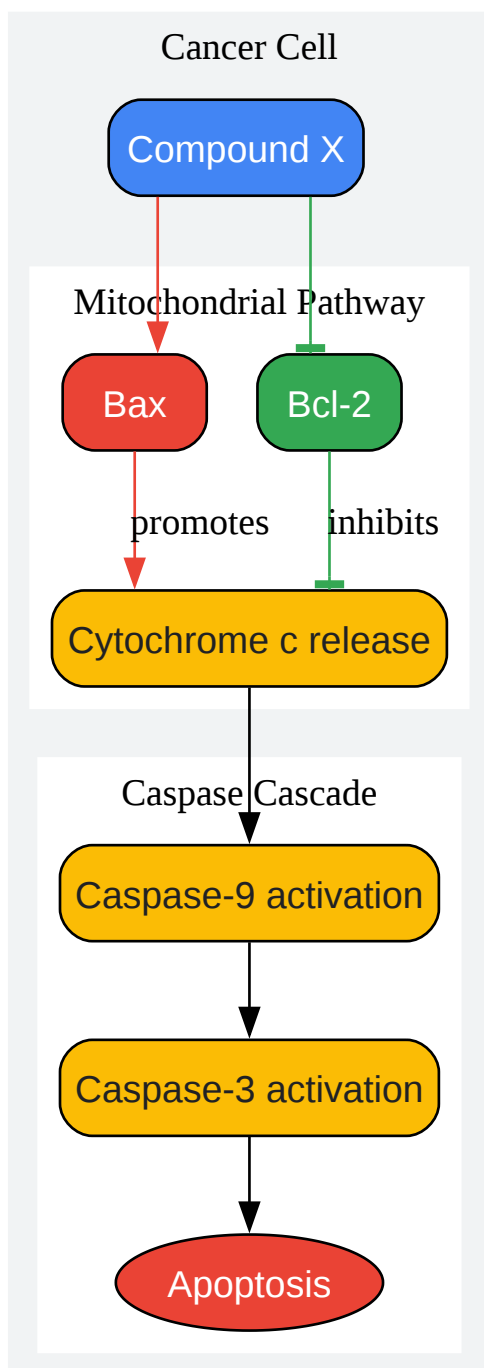 Cancer Cell
Compound X
Mitochondrial Pathway
Bax
Bcl-2
promotes
inhibits
Cytochrome c release
Caspase Cascade
Caspase-9 activation
Caspase-3 activation
Apoptosis